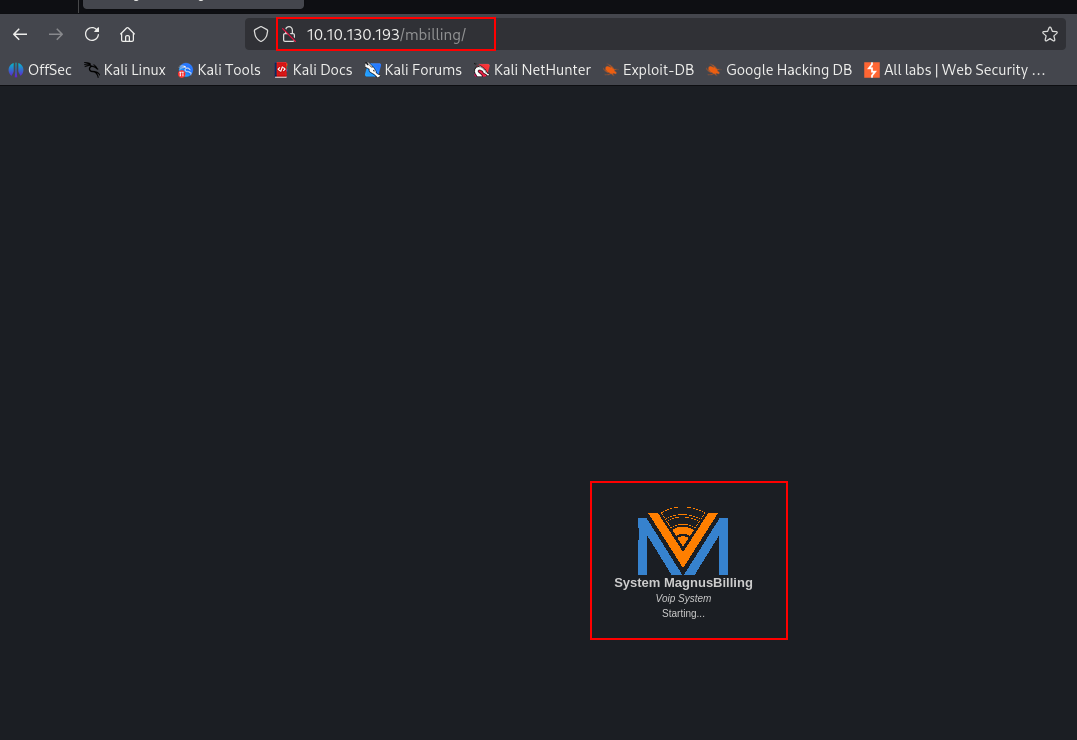 10.10.130.193/mbilling/
OffSec Kali Linux Kali Tools Kali Docs Kali Forums Kali NetHunter Exploit-DB Google Hacking DB All labs | Web Security …
System MagnusBilling
Voip System
Starting...